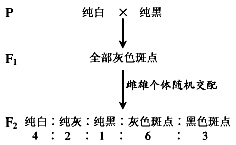 P 纯白 × 纯黑
F₁ 全部灰色斑点
雌雄个体随机交配
F₂ 纯白:纯灰:纯黑:灰色斑点:黑色斑点
4 : 2 : 1 : 6 : 3